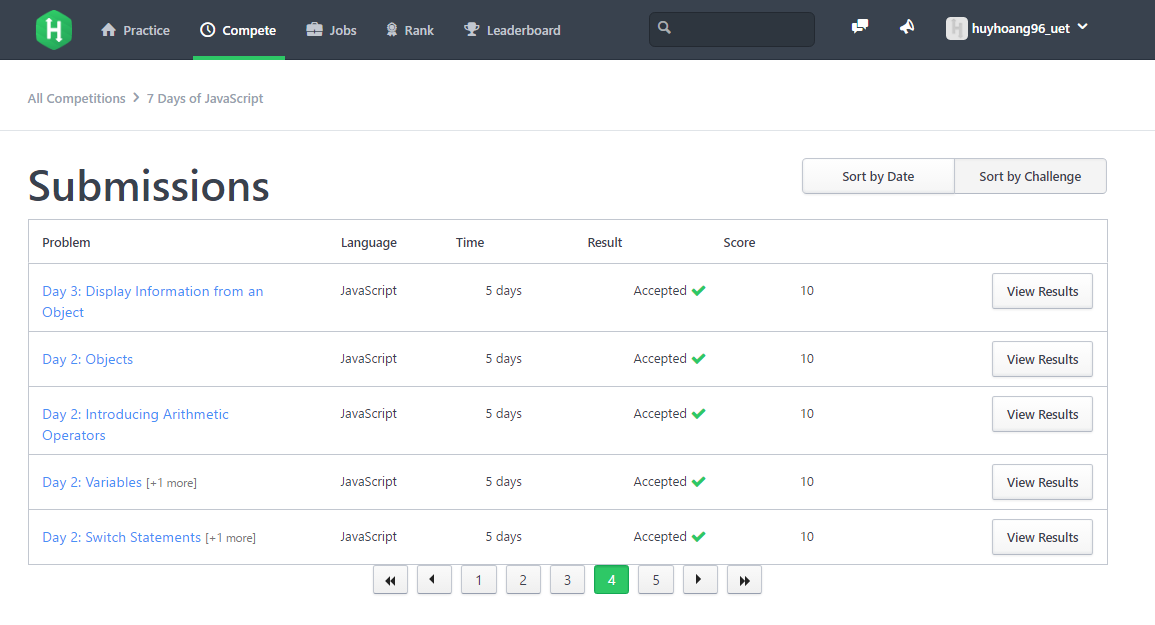 H Practice Compete Jobs Rank Leaderboard huyhoang96_uet
All Competitions 7 Days of JavaScript
Submissions
Sort by Date Sort by Challenge
Problem Language Time Result Score
Day 3: Display Information from an JavaScript 5 days Accepted 10 View Results
Object
Day 2: Objects JavaScript 5 days Accepted 10 View Results
Day 2: Introducing Arithmetic JavaScript 5 days Accepted 10 View Results
Operators
Day 2: Variables [+1 more] JavaScript 5 days Accepted 10 View Results
Day 2: Switch Statements [+1 more] JavaScript 5 days Accepted 10 View Results
1 2 3 4 5